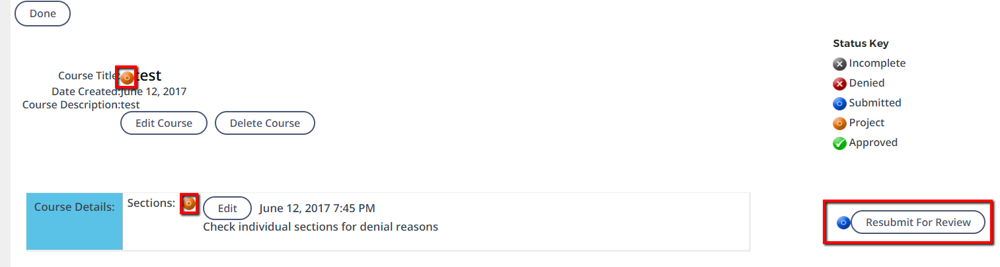 Done
Status Key
Incomplete
Denied
Submitted
Project
Approved
Course Title: test
Date Created:June 12, 2017
Course Description:test
Edit Course Delete Course
Course Details: Sections: Edit June 12, 2017 7:45 PM
Check individual sections for denial reasons
Resubmit For Review